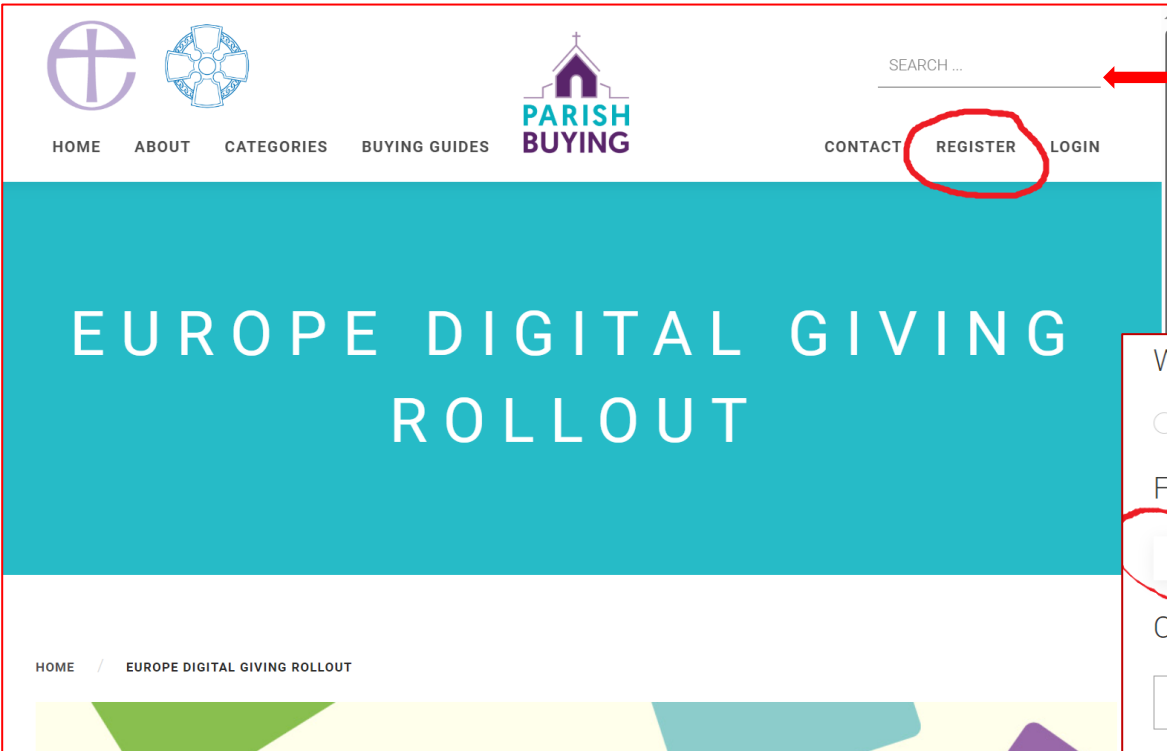 SEARCH ...
PARISH
BUYING
HOME ABOUT CATEGORIES BUYING GUIDES
CONTACT REGISTER LOGIN
EUROPE DIGITAL GIVING
ROLLOUT
HOME / EUROPE DIGITAL GIVING ROLLOUT